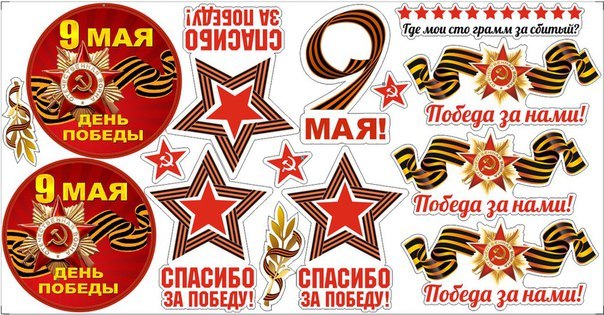 9 МАЯ
ДЕНЬ
ПОБЕДЫ
9 МАЯ
ДЕНЬ
ПОБЕДЫ
СПАСИБО
ЗА ПОБЕДУ!
СПАСИБО
ЗА ПОБЕДУ!
СПАСИБО
ЗА ПОБЕДУ!
9
МАЯ!
Где мои сто грамм за сбитый?
Победа за нами!
Победа за нами!
Победа за нами!